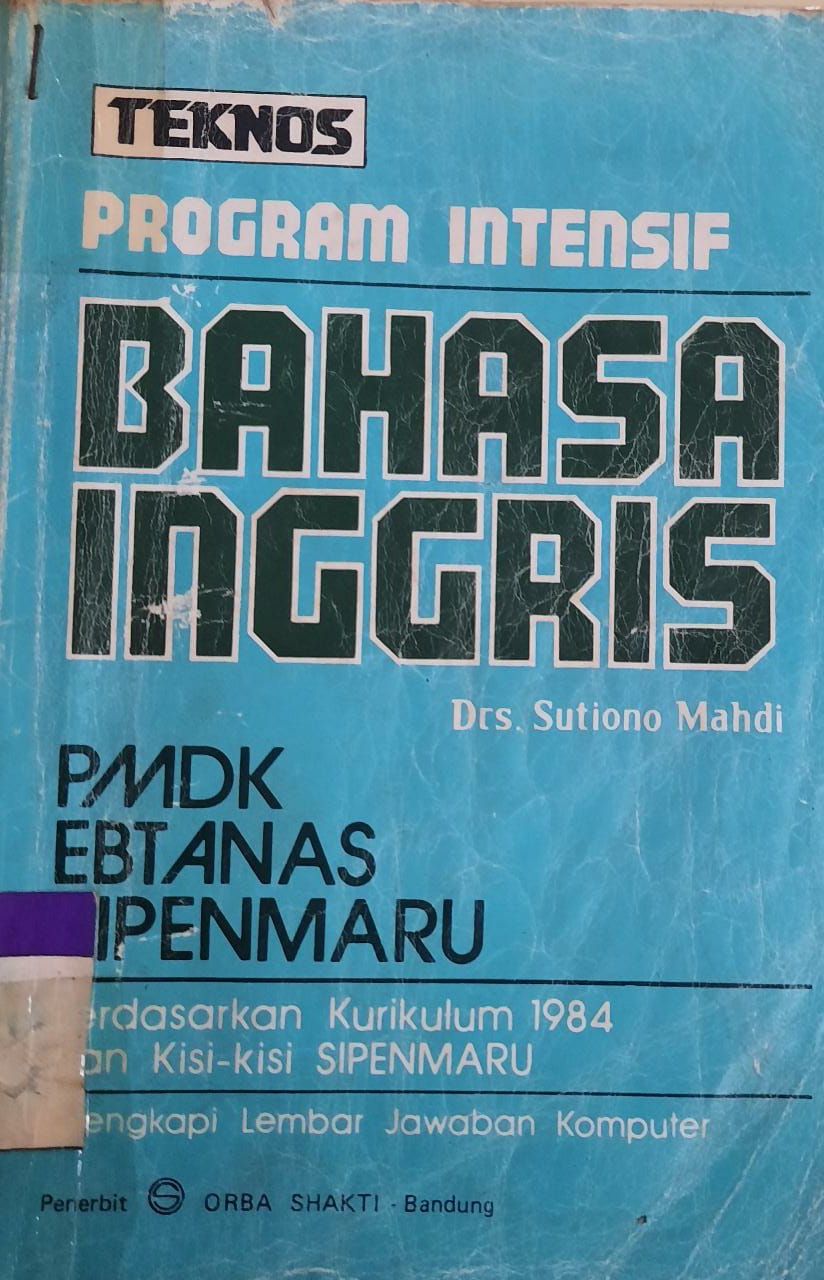 TEKNOS
PROGRAM INTENSIF
BAHASA
INGGRIS
Drs. Sutiono Mahdi
PMDK
EBTANAS
IPENMARU
erdasarkan Kurikulum 1984
an Kisi-kisi SIPENMARU
engkapi Lembar Jawaban Komputer
Penerbit ORBA SHAKTI - Bandung